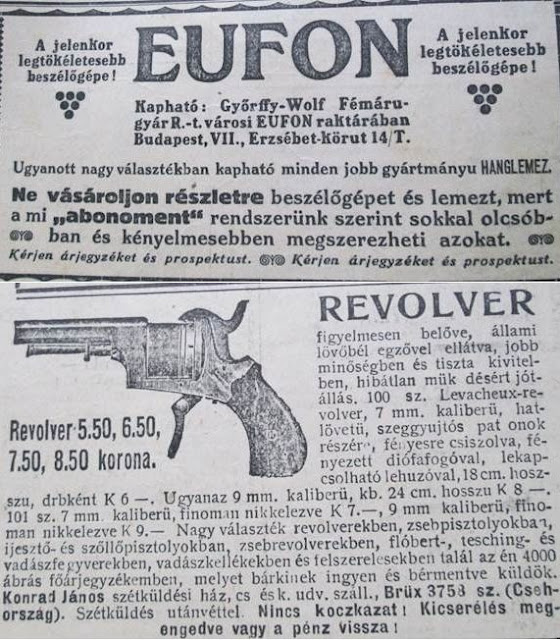 A jelenkor
legtökéletesebb
beszélőgépe!
EUFON
A jelenkor
legtökéletesebb
beszélőgépe!
Kapható: Győrffy-Wolf Fémáru-
gyár R.-t. városi EUFON raktárában
Budapest, VII., Erzsébet-körut 14/T.
Ugyanott nagy választékban kapható minden jobb gyártmányu HANGLEMEZ.
Ne vásároljon részletre beszélőgépet és lemezt, mert
a mi „abonoment“ rendszerünk szerint sokkal olcsób-
ban és kényelmesebben megszerezheti azokat.
Kérjen árjegyzéket és prospektust. Kérjen árjegyzéket és prospektust.
REVOLVER
figyelmesen belőve, állami
lövőbél egzővel ellátva, jobb
minőségben és tiszta kivitel-
ben, hibátlan mük désért jót-
állás. 100 sz. Levacheux-re-
volver, 7 mm. kaliberü, hat-
lövetü, szeggyujtós pat onok
részére, fényesre csiszolva, fé-
nyezett diófafogóval, lekap-
csolható lehuzóval, 18 cm. hosz-
Revolver 5.50, 6.50,
7.50, 8.50 korona.
szu, drbként K 6 —. Ugyanaz 9 mm. kaliberü, kb. 24 cm. hosszu K 8 —.
101 sz. 7 mm. kaliberü, finoman nikkelezve K 7.—, 9 mm kaliberü, fino-
man nikkelezve K 9.— Nagy választék revolverekben, zsebpisztolyokban,
ijesztő- és szöllőpisztolyokban, zsebrevolverekben, flóbert-, tesching- és
vadászfegyverekben, vadászkellékekben és felszerelesekben talál az én 4000
ábrás főárjegyzékemben, melyet bárkinek ingyen és bérmentve küldök.
Konrad János szétküldési ház, cs és k. udv. száll., Brüx 3753 sz. (Cseh-
ország). Szétküldés utánvéttel. Nincs koczkazat! Kicserélés meg-
engedve vagy a pénz vissza!